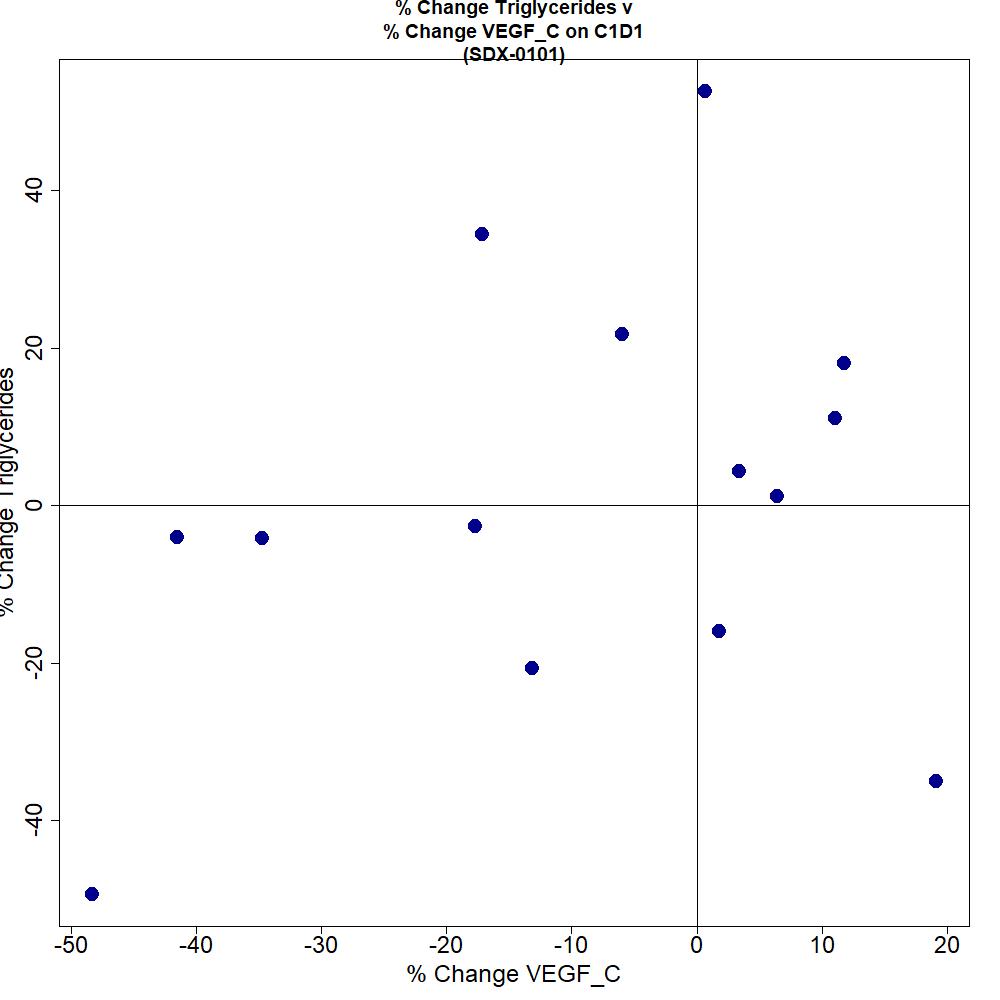 % Change Triglycerides v
% Change VEGF_C on C1D1
(SDX-0101)
% Change Triglycerides
40
20
0
-20
-40
-50 -40 -30 -20 -10 0 10 20
% Change VEGF_C